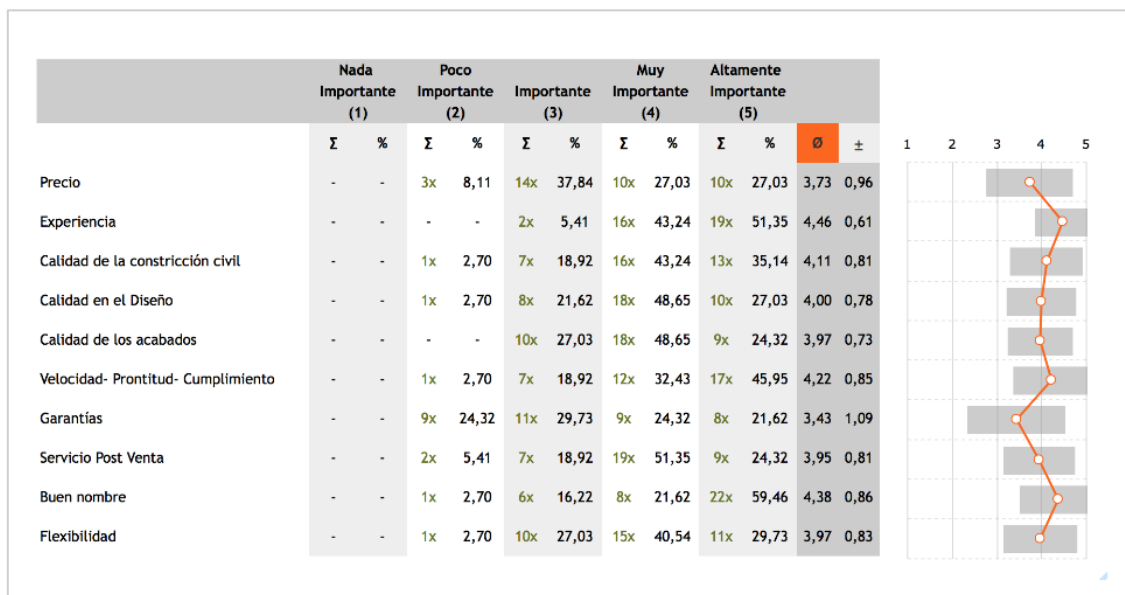 Nada Poco Muy Altamente
Importante Importante Importante Importante Importante
(1) (2) (3) (4) (5)
Σ % Σ % Σ % Σ % Σ % Ø ± 1 2 3 4 5
Precio - - 3x 8,11 14x 37,84 10x 27,03 10x 27,03 3,73 0,96
Experiencia - - - - 2x 5,41 16x 43,24 19x 51,35 4,46 0,61
Calidad de la constricción civil - - 1x 2,70 7x 18,92 16x 43,24 13x 35,14 4,11 0,81
Calidad en el Diseño - - 1x 2,70 8x 21,62 18x 48,65 10x 27,03 4,00 0,78
Calidad de los acabados - - - - 10x 27,03 18x 48,65 9x 24,32 3,97 0,73
Velocidad- Prontitud- Cumplimiento - - 1x 2,70 7x 18,92 12x 32,43 17x 45,95 4,22 0,85
Garantías - - 9x 24,32 11x 29,73 9x 24,32 8x 21,62 3,43 1,09
Servicio Post Venta - - 2x 5,41 7x 18,92 19x 51,35 9x 24,32 3,95 0,81
Buen nombre - - 1x 2,70 6x 16,22 8x 21,62 22x 59,46 4,38 0,86
Flexibilidad - - 1x 2,70 10x 27,03 15x 40,54 11x 29,73 3,97 0,83